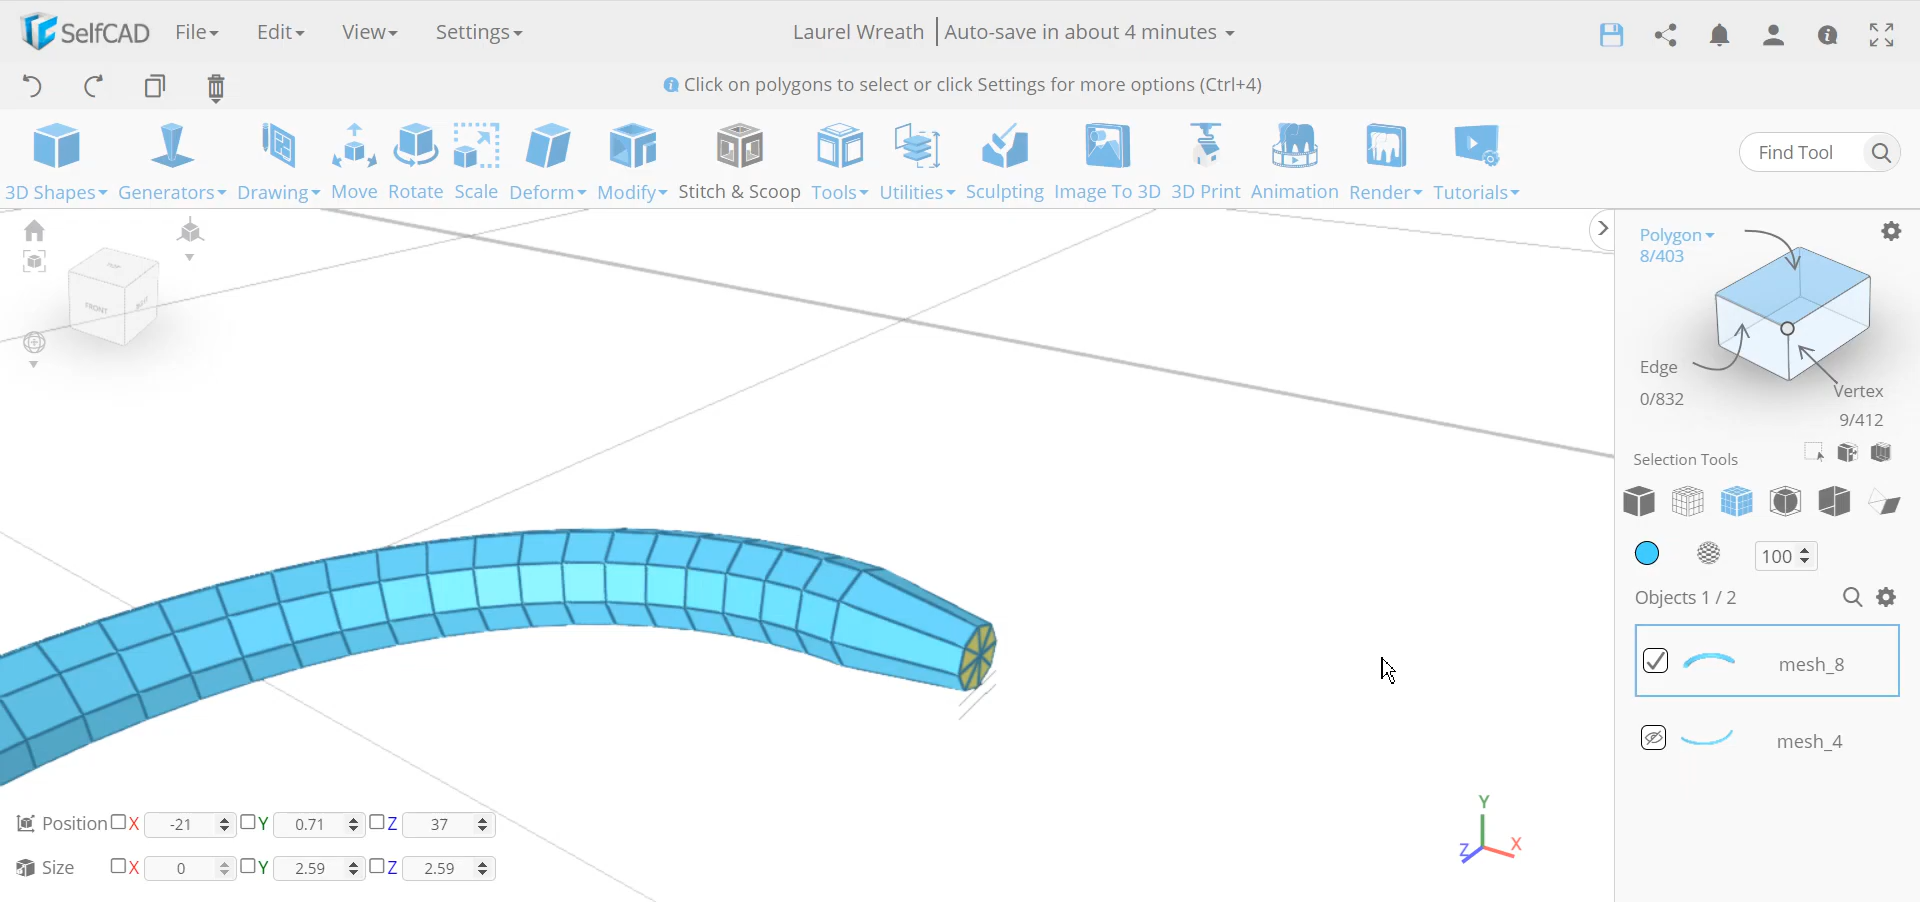 SelfCAD File Edit View Settings Laurel Wreath Auto-save in about 4 minutes
Click on polygons to select or click Settings for more options (Ctrl+4)
3D Shapes Generators Drawing Move Rotate Scale Deform Modify Stitch & Scoop Tools Utilities Sculpting Image To 3D 3D Print Animation Render Tutorials
Find Tool
TOP
FRONT
Polygon
8/403
Edge
0/832
Vertex
9/412
Selection Tools
100
Objects 1 / 2
mesh_8
mesh_4
Position X -21 Y 0.71 Z 37
Size X 0 Y 2.59 Z 2.59
Y
Z X